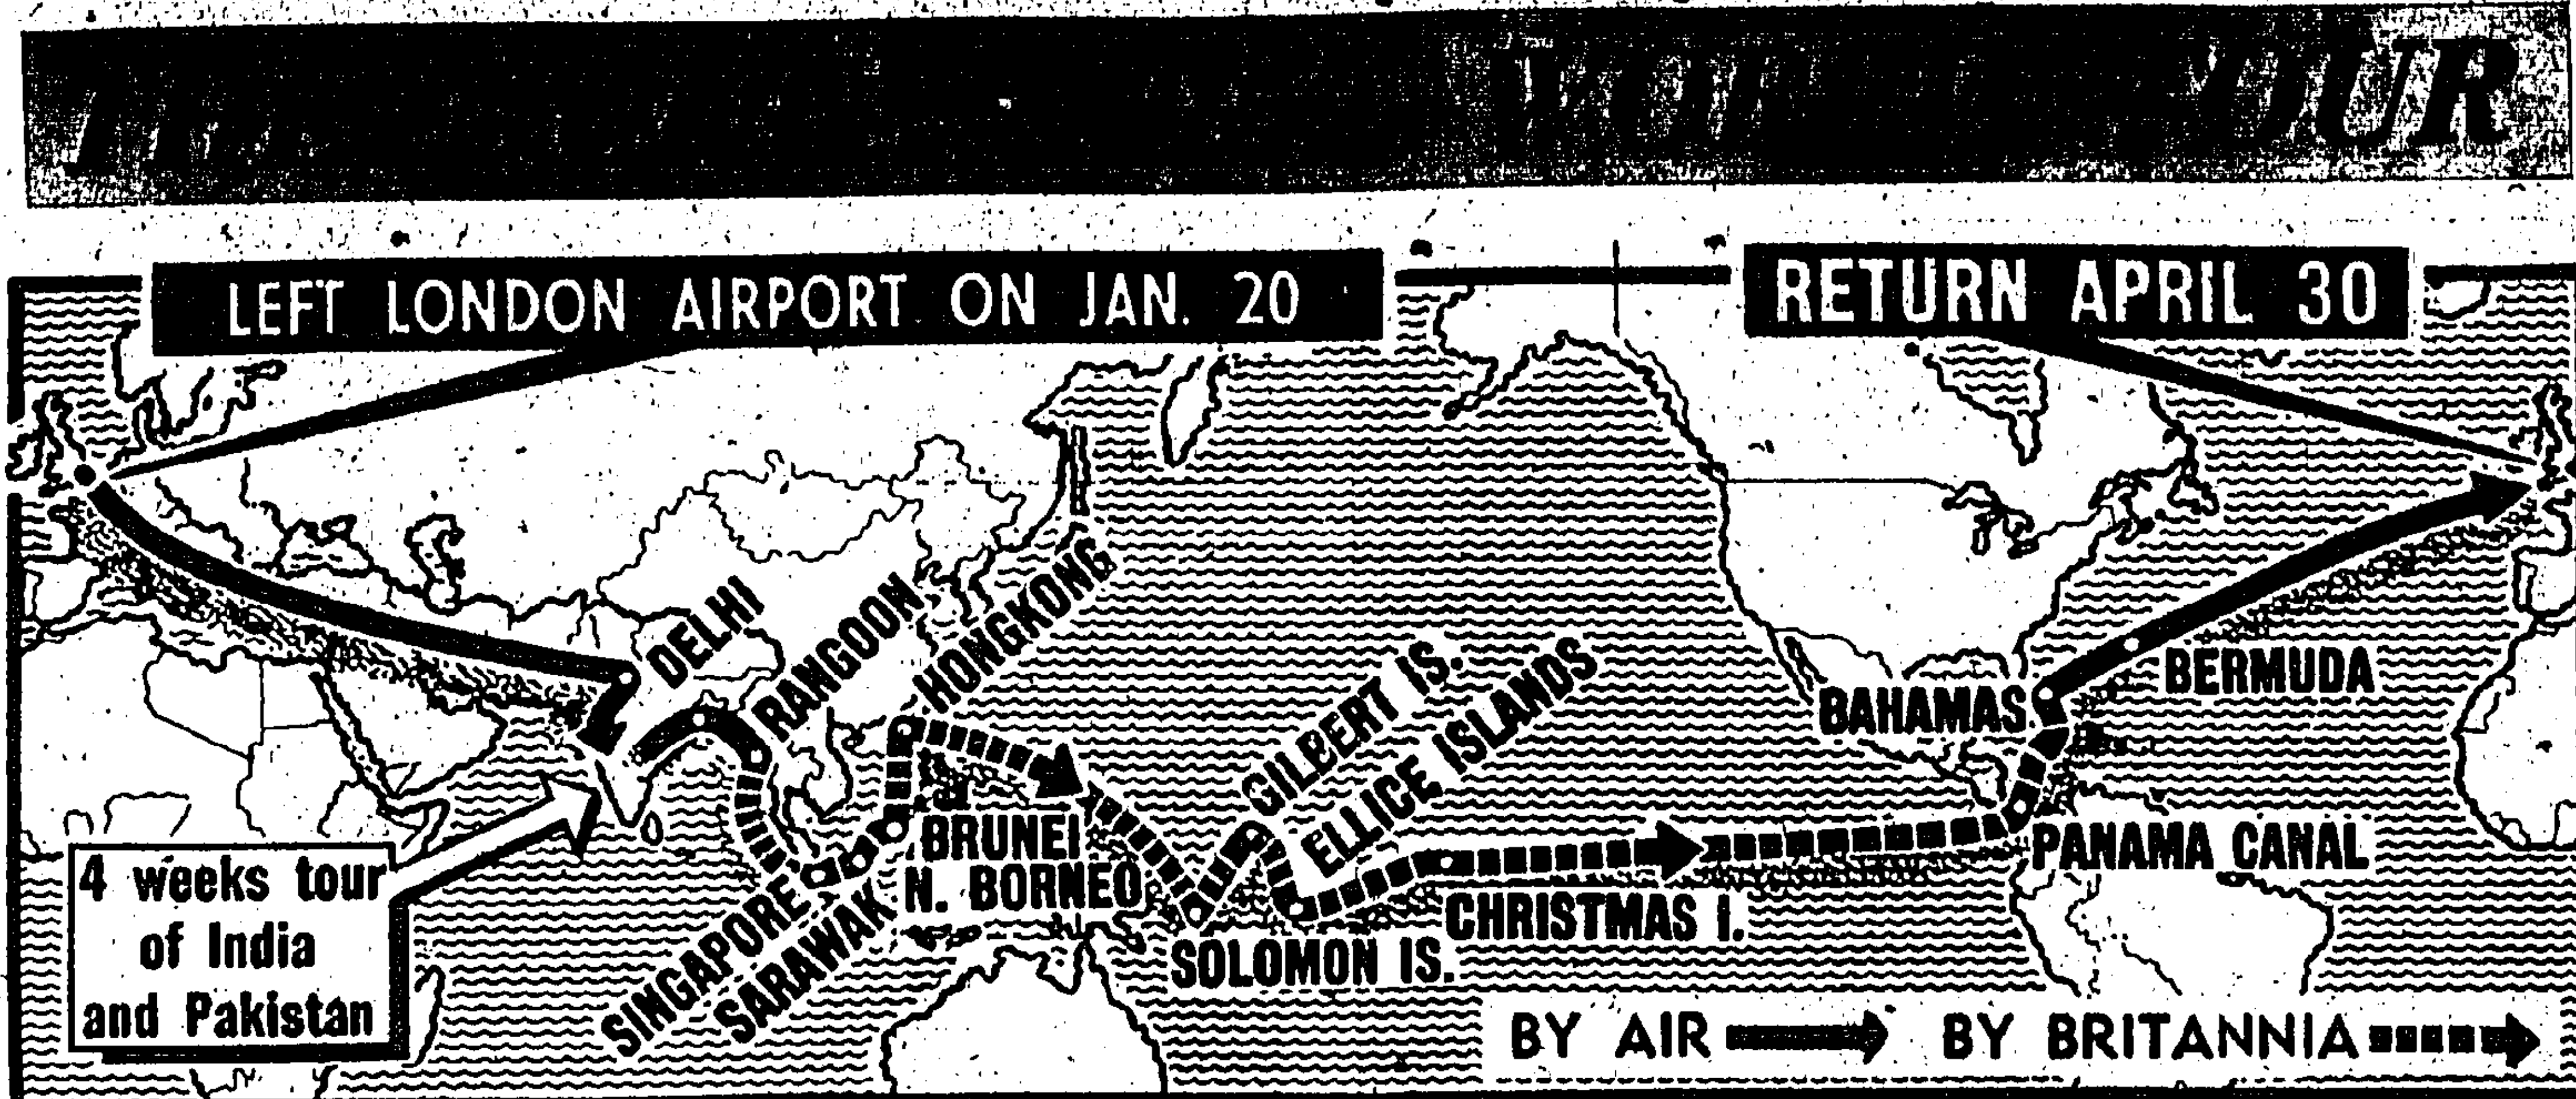 WORLD TOUR
LEFT LONDON AIRPORT ON JAN. 20
RETURN APRIL 30
DELHI
RANGOON
HONGKONG
GILBERT IS.
ELLICE ISLANDS
BAHAMAS
BERMUDA
4 weeks tour
of India
and Pakistan
SINGAPORE
SARAWAK
BRUNEI
N. BORNEO
SOLOMON IS.
CHRISTMAS I.
PANAMA CANAL
BY AIR
BY BRITANNIA